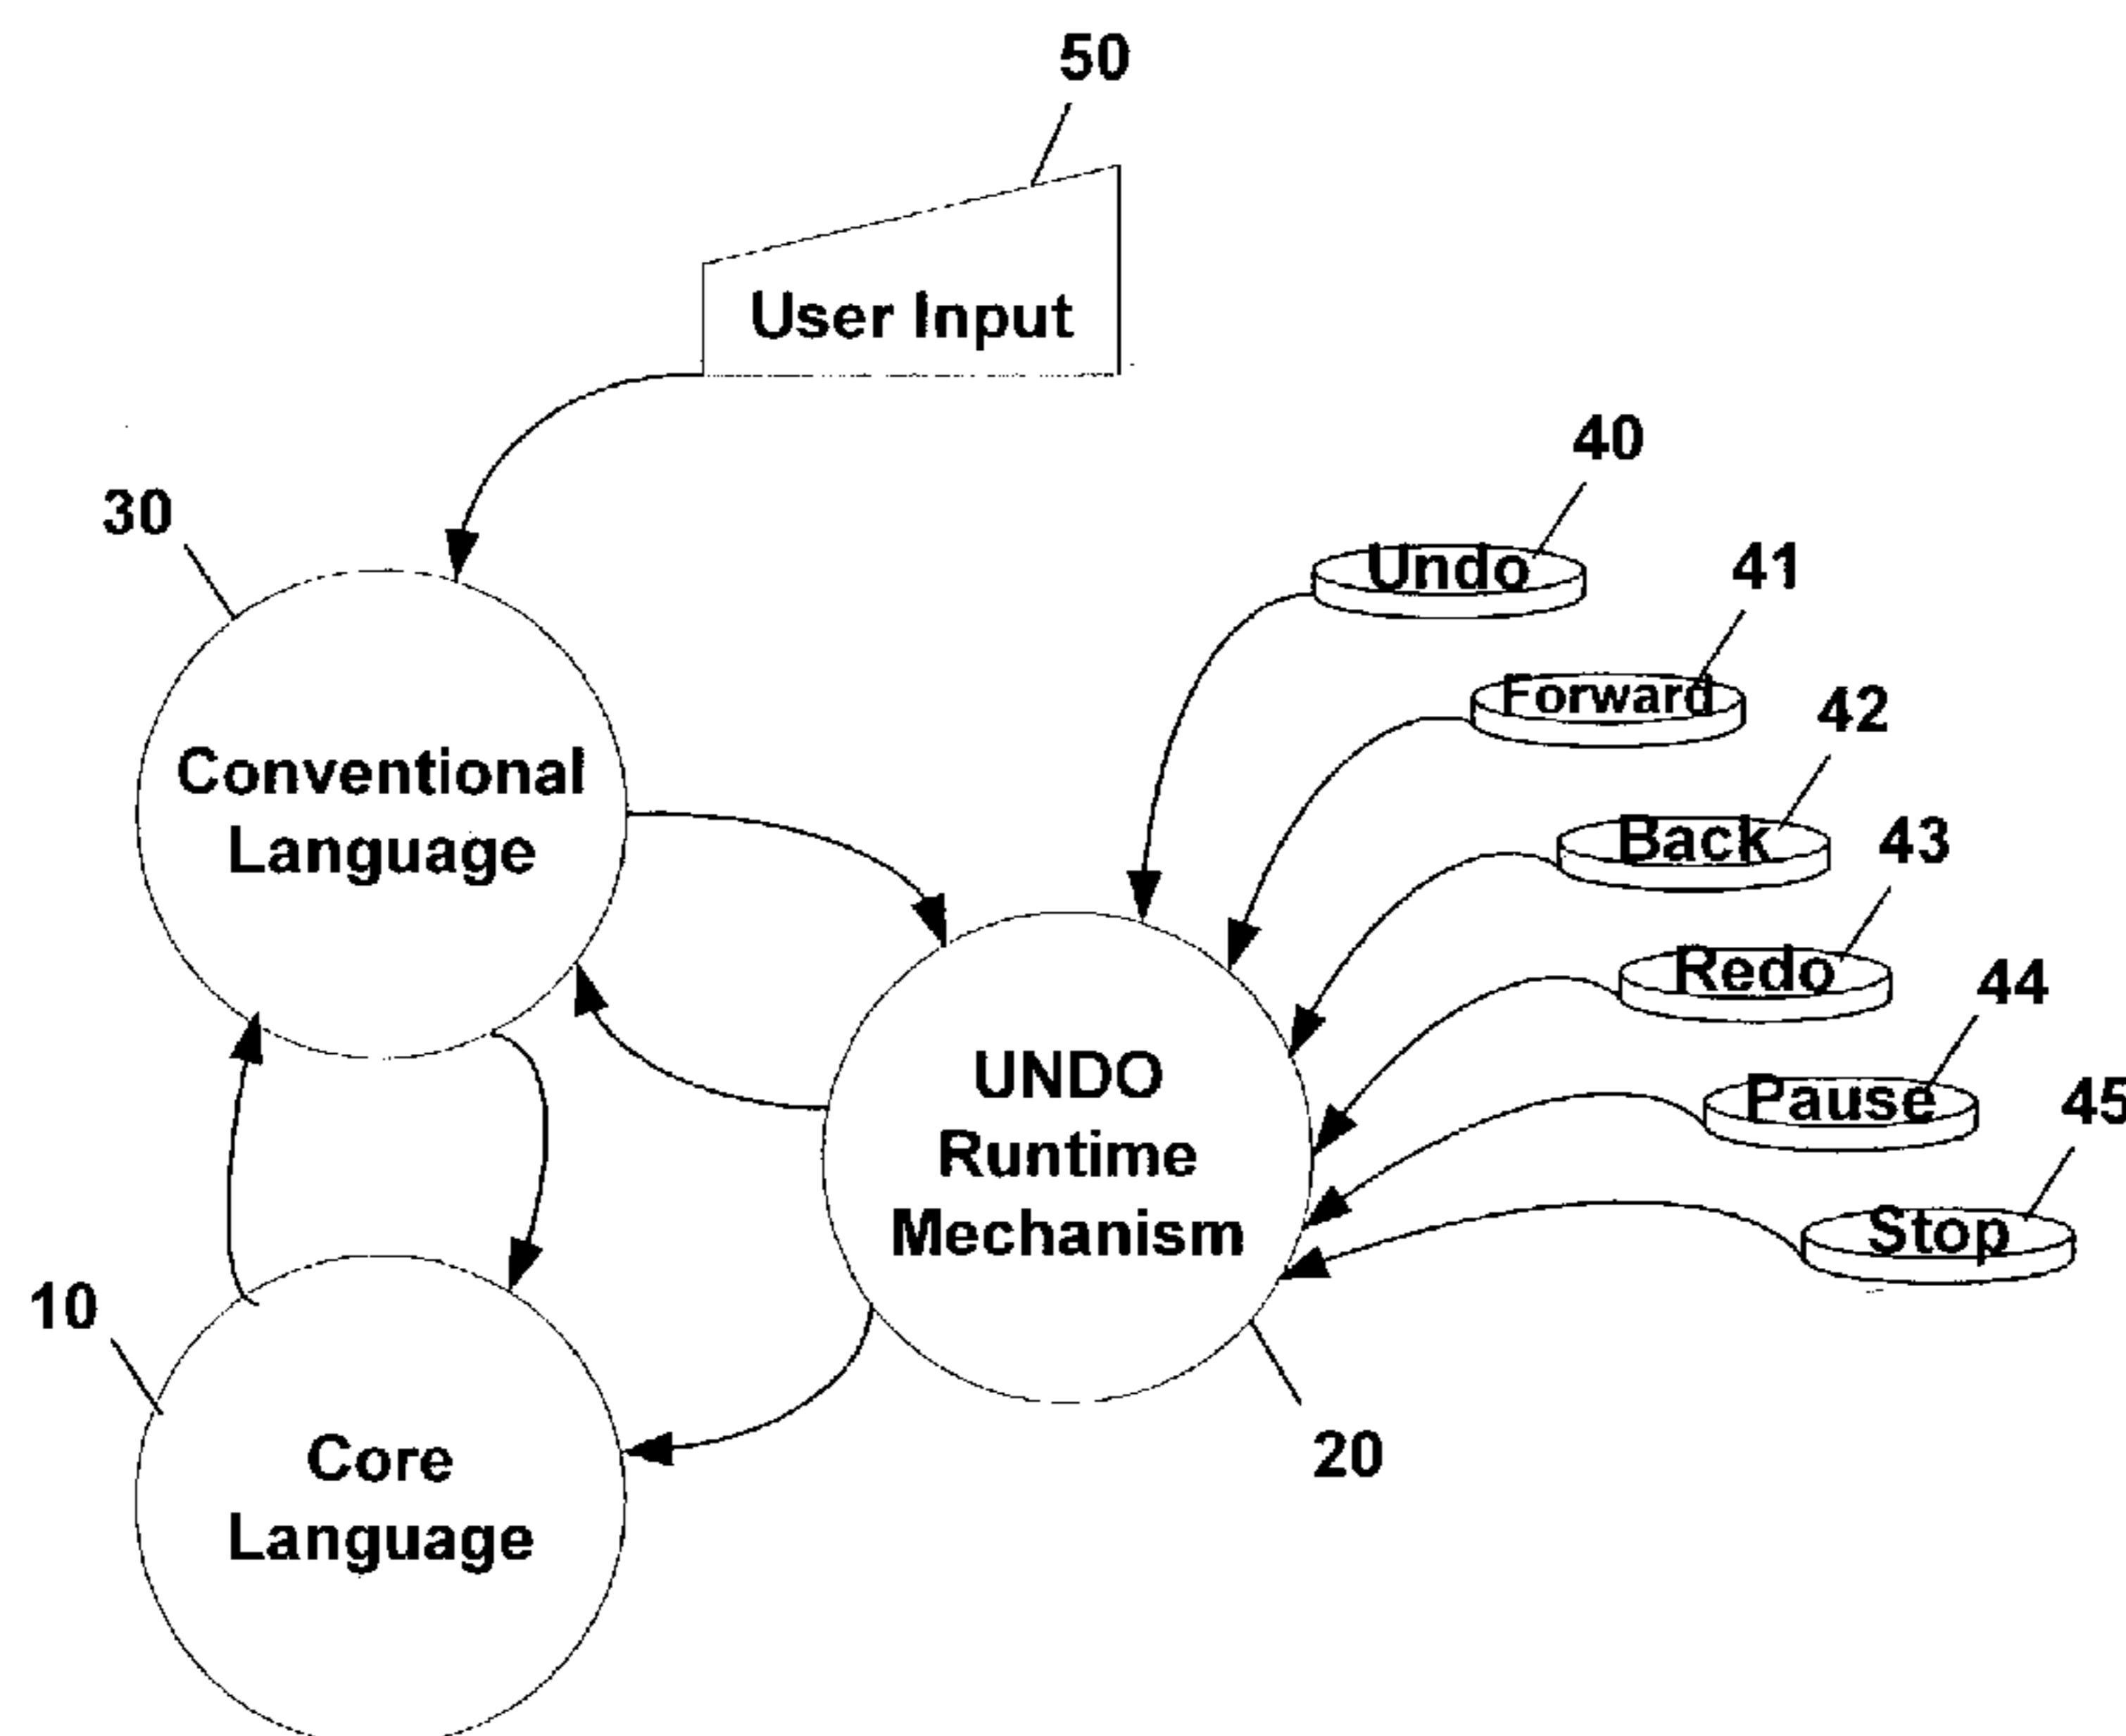 50
User Input
40
Undo
30
41
Forward
42
Back
Conventional
Language
43
Redo
44
Pause
UNDO
Runtime
Mechanism
45
Stop
10
20
Core
Language